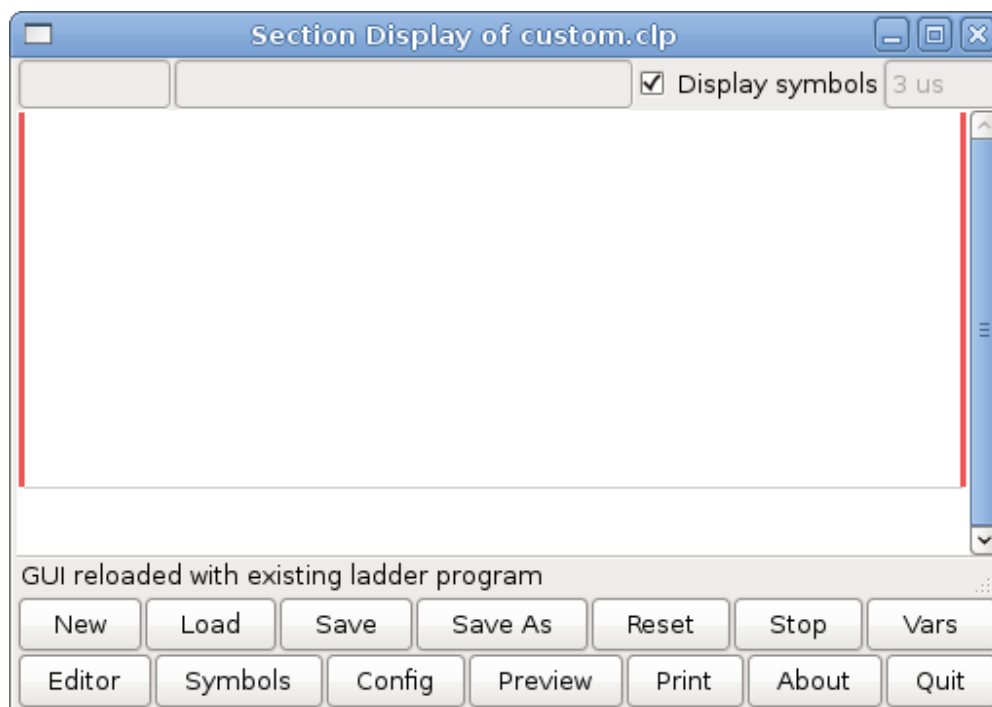 Section Display of custom.clp
Display symbols 3 us
GUI reloaded with existing ladder program
New Load Save Save As Reset Stop Vars
Editor Symbols Config Preview Print About Quit